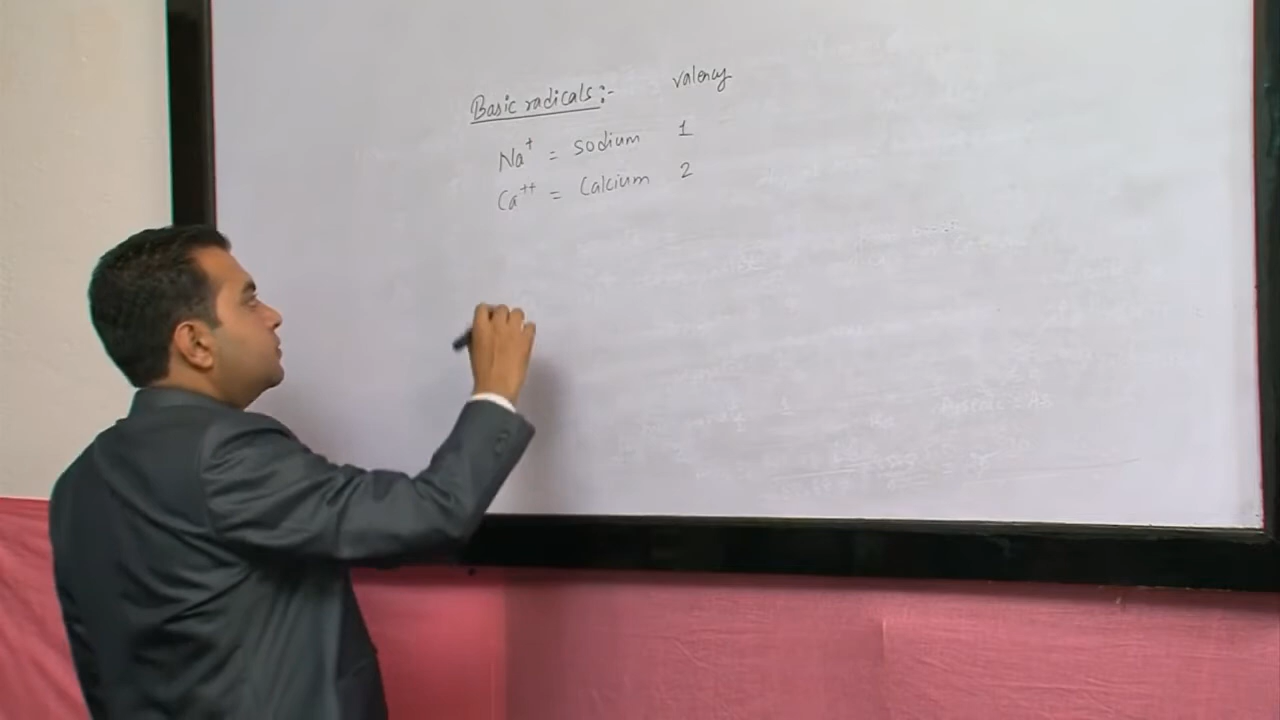 Basic radicals :- valency
Na⁺ = Sodium 1
Ca⁺⁺ = Calcium 2